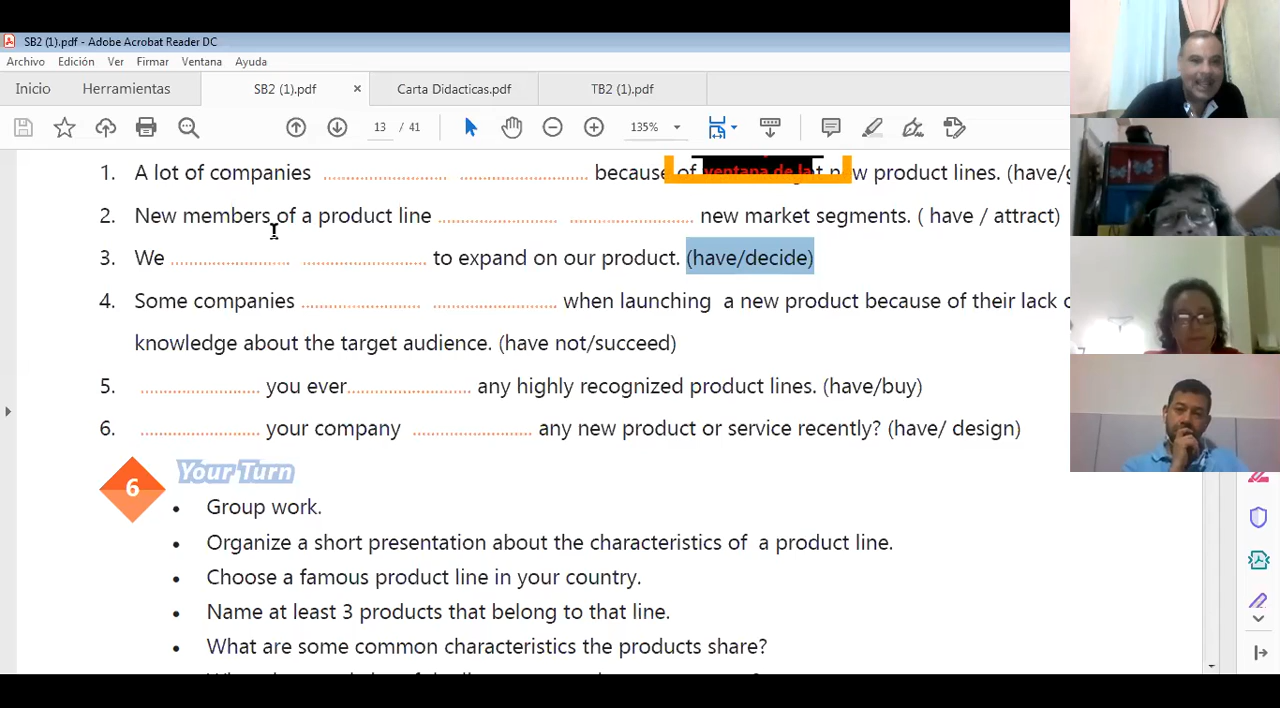 SB2 (1).pdf - Adobe Acrobat Reader DC
Archivo Edición Ver Firmar Ventana Ayuda
Inicio Herramientas SB2 (1).pdf × Carta Didacticas.pdf TB2 (1).pdf
13 / 41 135%
1. A lot of companies .......................... .......................... because of ventana de la t new product lines. (have/
2. New members of a product line ......................... .......................... new market segments. ( have / attract)
3. We ......................... .......................... to expand on our product. (have/decide)
4. Some companies ......................... .......................... when launching a new product because of their lack
knowledge about the target audience. (have not/succeed)
5. ......................... you ever.......................... any highly recognized product lines. (have/buy)
6. ......................... your company ......................... any new product or service recently? (have/ design)
6 Your Turn
• Group work.
• Organize a short presentation about the characteristics of a product line.
• Choose a famous product line in your country.
• Name at least 3 products that belong to that line.
• What are some common characteristics the products share?